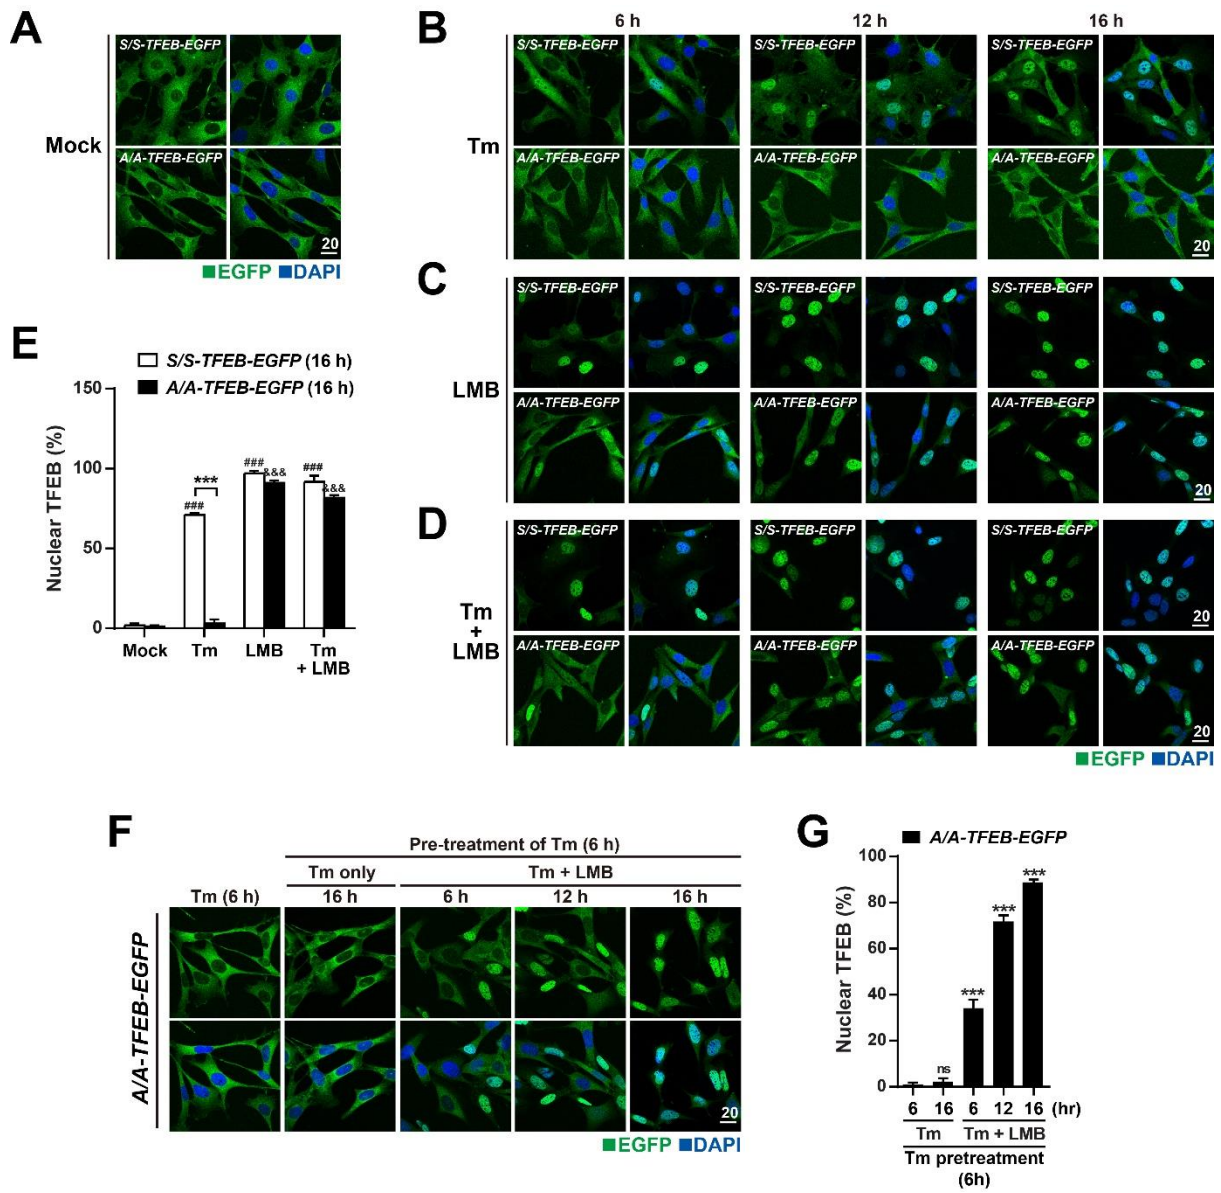 A
S/S-TFEB-EGFP
Mock
A/A-TFEB-EGFP
20
EGFP DAPI
B
6 h 12 h 16 h
S/S-TFEB-EGFP S/S-TFEB-EGFP S/S-TFEB-EGFP
Tm
A/A-TFEB-EGFP A/A-TFEB-EGFP A/A-TFEB-EGFP
20
C
S/S-TFEB-EGFP S/S-TFEB-EGFP S/S-TFEB-EGFP
LMB
A/A-TFEB-EGFP A/A-TFEB-EGFP A/A-TFEB-EGFP
20
D
S/S-TFEB-EGFP S/S-TFEB-EGFP S/S-TFEB-EGFP
20
Tm
+
LMB
A/A-TFEB-EGFP A/A-TFEB-EGFP A/A-TFEB-EGFP
20
EGFP DAPI
E
S/S-TFEB-EGFP (16 h)
A/A-TFEB-EGFP (16 h)
Nuclear TFEB (%)
150
100
50
0
### *** ### &&& ### &&&
Mock Tm LMB Tm
+ LMB
F
Pre-treatment of Tm (6 h)
Tm only Tm + LMB
Tm (6 h) 16 h 6 h 12 h 16 h
A/A-TFEB-EGFP
20
EGFP DAPI
G
A/A-TFEB-EGFP
Nuclear TFEB (%)
100
80
60
40
20
0
ns *** *** ***
6 16 6 12 16 (hr)
Tm Tm + LMB
Tm pretreatment
(6h)